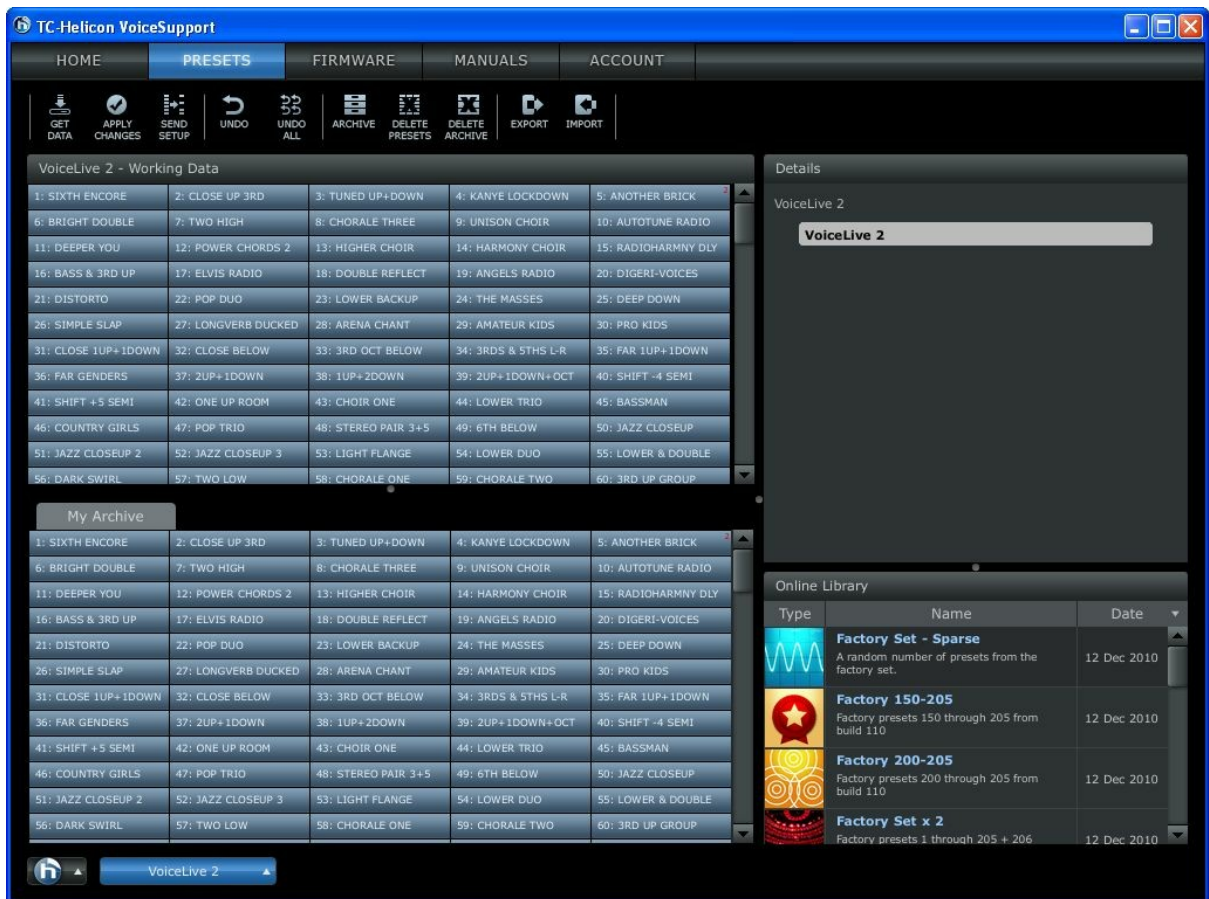 TC-Helicon VoiceSupport
HOME PRESETS FIRMWARE MANUALS ACCOUNT
GET DATA APPLY CHANGES SEND SETUP UNDO UNDO ALL ARCHIVE DELETE PRESETS DELETE ARCHIVE EXPORT IMPORT
VoiceLive 2 - Working Data
1: SIXTH ENCORE 2: CLOSE UP 3RD 3: TUNED UP+DOWN 4: KANYE LOCKDOWN 5: ANOTHER BRICK 2
6: BRIGHT DOUBLE 7: TWO HIGH 8: CHORALE THREE 9: UNISON CHOIR 10: AUTOTUNE RADIO
11: DEEPER YOU 12: POWER CHORDS 2 13: HIGHER CHOIR 14: HARMONY CHOIR 15: RADIOHARMNY DLY
16: BASS & 3RD UP 17: ELVIS RADIO 18: DOUBLE REFLECT 19: ANGELS RADIO 20: DIGERI-VOICES
21: DISTORTO 22: POP DUO 23: LOWER BACKUP 24: THE MASSES 25: DEEP DOWN
26: SIMPLE SLAP 27: LONGVERB DUCKED 28: ARENA CHANT 29: AMATEUR KIDS 30: PRO KIDS
31: CLOSE 1UP+1DOWN 32: CLOSE BELOW 33: 3RD OCT BELOW 34: 3RDS & 5THS L-R 35: FAR 1UP+1DOWN
36: FAR GENDERS 37: 2UP+1DOWN 38: 1UP+2DOWN 39: 2UP+1DOWN+OCT 40: SHIFT -4 SEMI
41: SHIFT +5 SEMI 42: ONE UP ROOM 43: CHOIR ONE 44: LOWER TRIO 45: BASSMAN
46: COUNTRY GIRLS 47: POP TRIO 48: STEREO PAIR 3+5 49: 6TH BELOW 50: JAZZ CLOSEUP
51: JAZZ CLOSEUP 2 52: JAZZ CLOSEUP 3 53: LIGHT FLANGE 54: LOWER DUO 55: LOWER & DOUBLE
56: DARK SWIRL 57: TWO LOW 58: CHORALE ONE 59: CHORALE TWO 60: 3RD UP GROUP
My Archive
1: SIXTH ENCORE 2: CLOSE UP 3RD 3: TUNED UP+DOWN 4: KANYE LOCKDOWN 5: ANOTHER BRICK 2
6: BRIGHT DOUBLE 7: TWO HIGH 8: CHORALE THREE 9: UNISON CHOIR 10: AUTOTUNE RADIO
11: DEEPER YOU 12: POWER CHORDS 2 13: HIGHER CHOIR 14: HARMONY CHOIR 15: RADIOHARMNY DLY
16: BASS & 3RD UP 17: ELVIS RADIO 18: DOUBLE REFLECT 19: ANGELS RADIO 20: DIGERI-VOICES
21: DISTORTO 22: POP DUO 23: LOWER BACKUP 24: THE MASSES 25: DEEP DOWN
26: SIMPLE SLAP 27: LONGVERB DUCKED 28: ARENA CHANT 29: AMATEUR KIDS 30: PRO KIDS
31: CLOSE 1UP+1DOWN 32: CLOSE BELOW 33: 3RD OCT BELOW 34: 3RDS & 5THS L-R 35: FAR 1UP+1DOWN
36: FAR GENDERS 37: 2UP+1DOWN 38: 1UP+2DOWN 39: 2UP+1DOWN+OCT 40: SHIFT -4 SEMI
41: SHIFT +5 SEMI 42: ONE UP ROOM 43: CHOIR ONE 44: LOWER TRIO 45: BASSMAN
46: COUNTRY GIRLS 47: POP TRIO 48: STEREO PAIR 3+5 49: 6TH BELOW 50: JAZZ CLOSEUP
51: JAZZ CLOSEUP 2 52: JAZZ CLOSEUP 3 53: LIGHT FLANGE 54: LOWER DUO 55: LOWER & DOUBLE
56: DARK SWIRL 57: TWO LOW 58: CHORALE ONE 59: CHORALE TWO 60: 3RD UP GROUP
Details
VoiceLive 2
VoiceLive 2
Online Library
Type Name Date
Factory Set - Sparse
A random number of presets from the
factory set.
12 Dec 2010
Factory 150-205
Factory presets 150 through 205 from
build 110
12 Dec 2010
Factory 200-205
Factory presets 200 through 205 from
build 110
12 Dec 2010
Factory Set x 2
Factory presets 1 through 205 + 206
12 Dec 2010
h VoiceLive 2